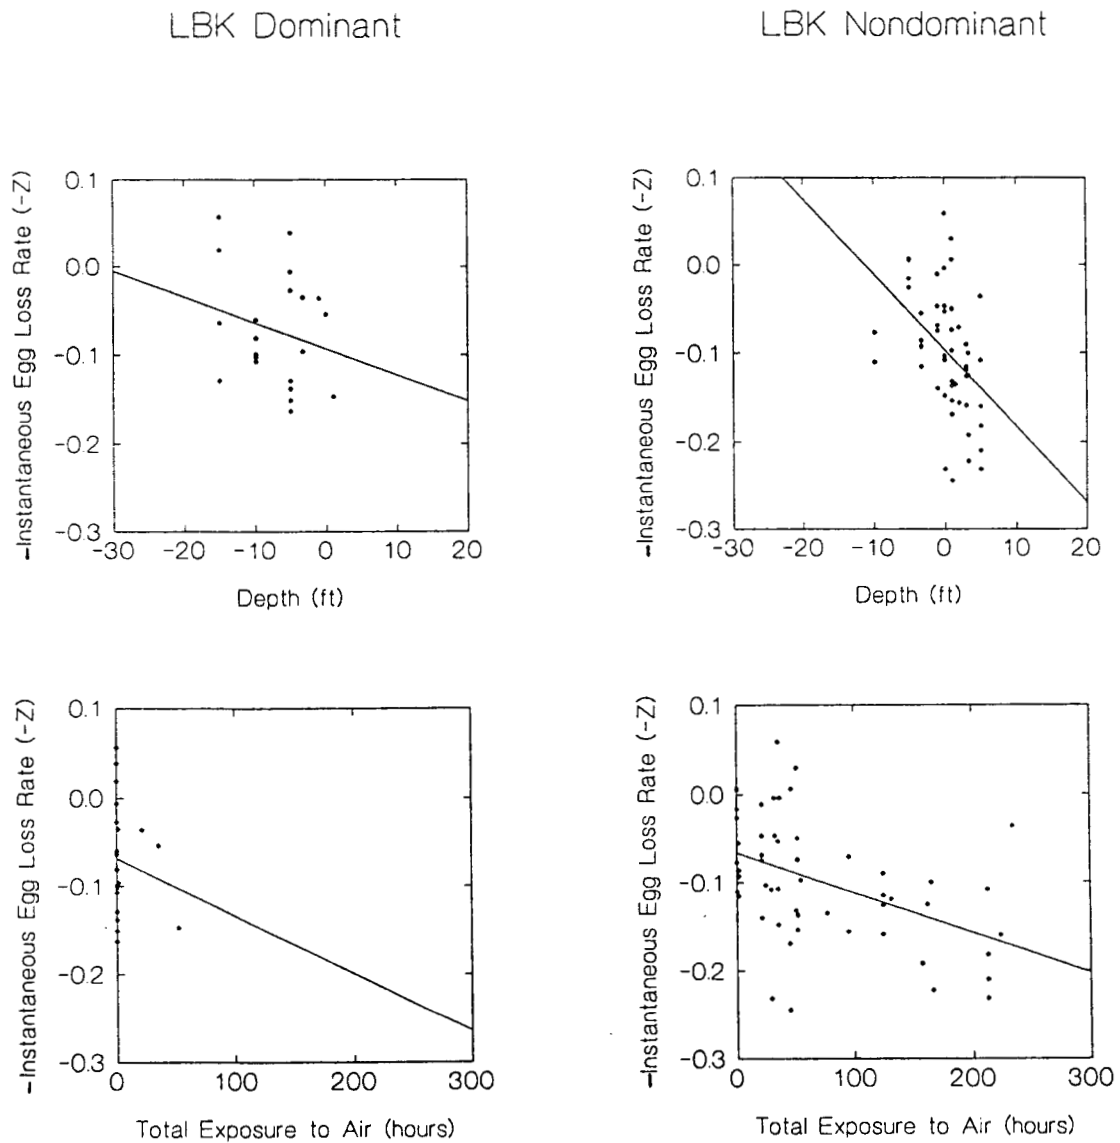 LBK Dominant
LBK Nondominant
-Instantaneous Egg Loss Rate (-Z)
0.1
0.0
-0.1
-0.2
-0.3
-30 -20 -10 0 10 20
Depth (ft)
-Instantaneous Egg Loss Rate (-Z)
0.1
0.0
-0.1
-0.2
-0.3
-30 -20 -10 0 10 20
Depth (ft)
-Instantaneous Egg Loss Rate (-Z)
0.1
0.0
-0.1
-0.2
-0.3
0 100 200 300
Total Exposure to Air (hours)
-Instantaneous Egg Loss Rate (-Z)
0.1
0.0
-0.1
-0.2
-0.3
0 100 200 300
Total Exposure to Air (hours)